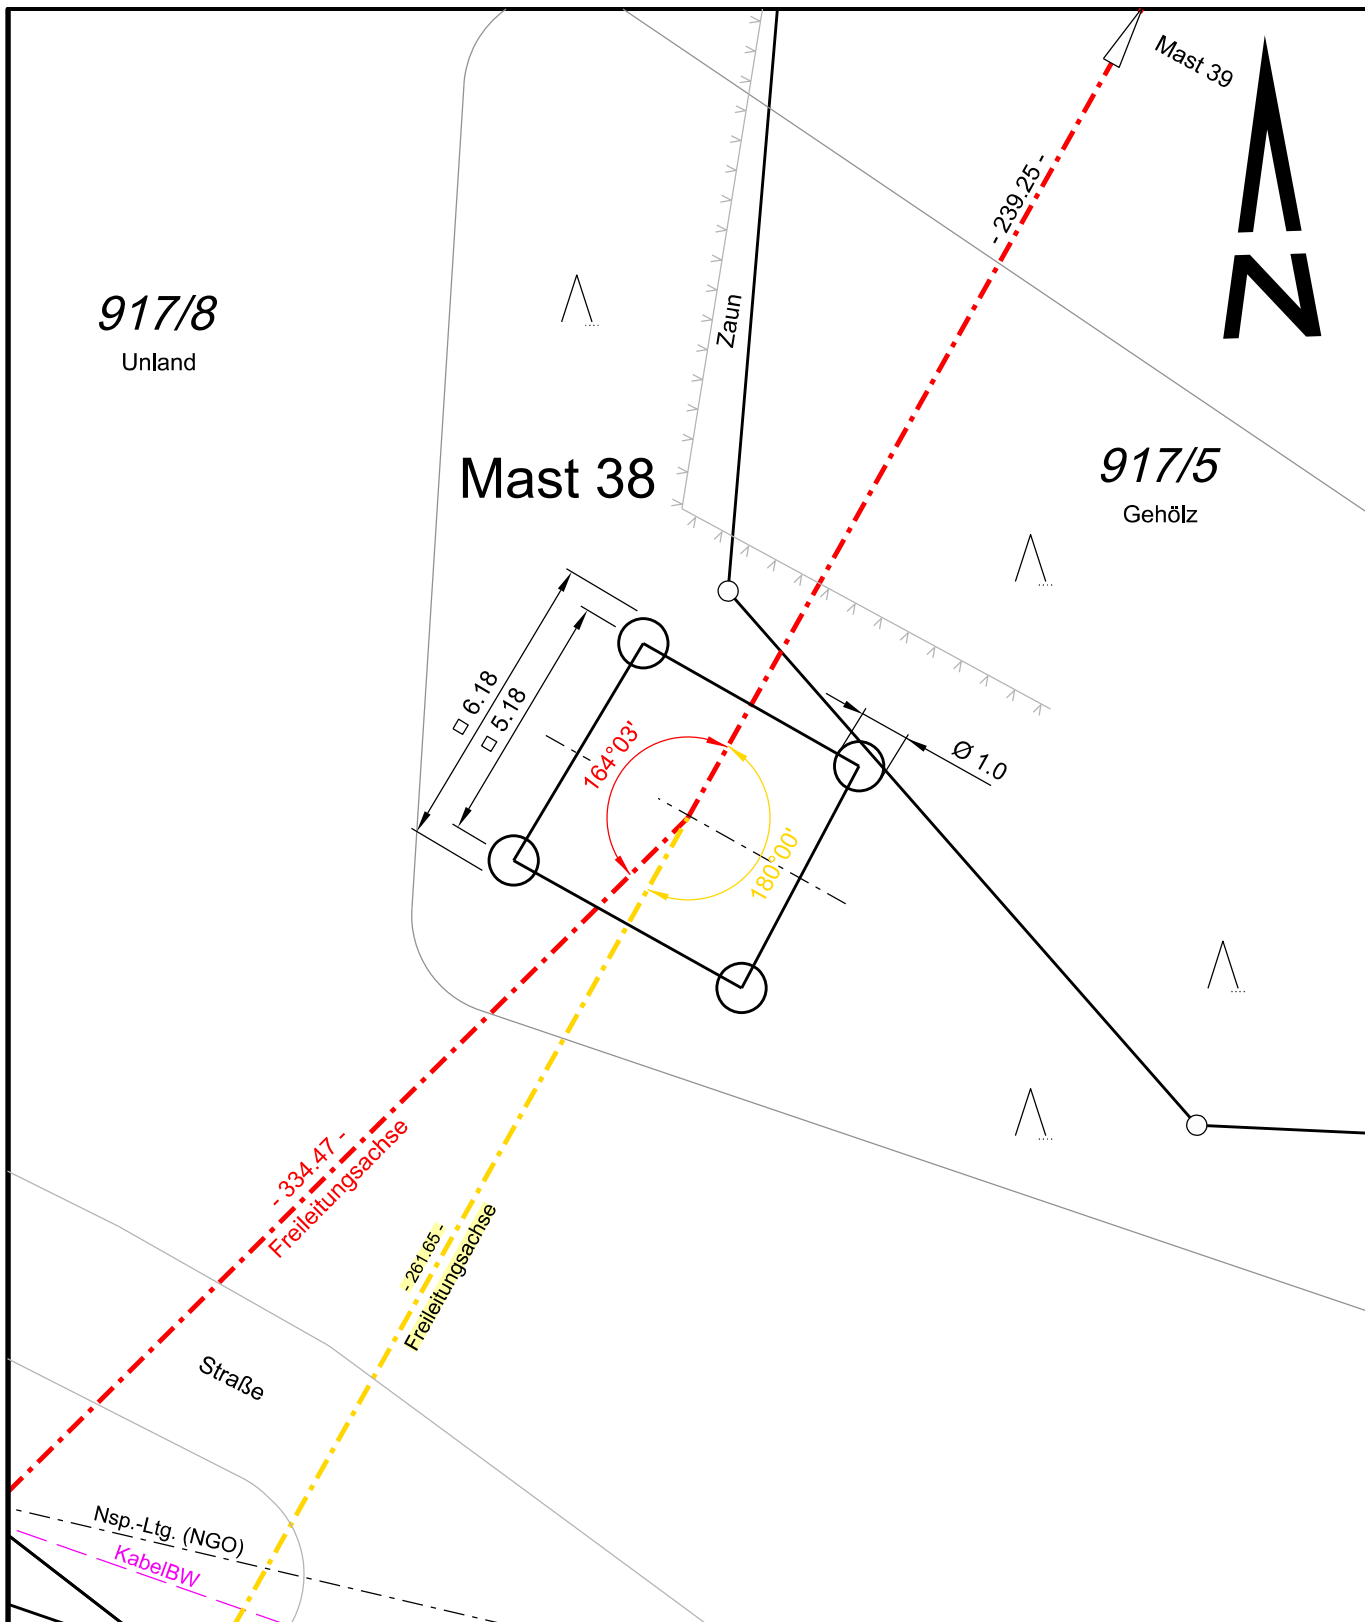 Mast 39
- 239.25 -
N
917/8
Unland
Zaun
917/5
Gehölz
Mast 38
□ 6.18
□ 5.18
164°03'
Ø 1.0
180°00'
- 334.47 -
Freileitungsachse
- 261.65 -
Freileitungsachse
Straße
Nsp.-Ltg. (NGO)
KabelBW